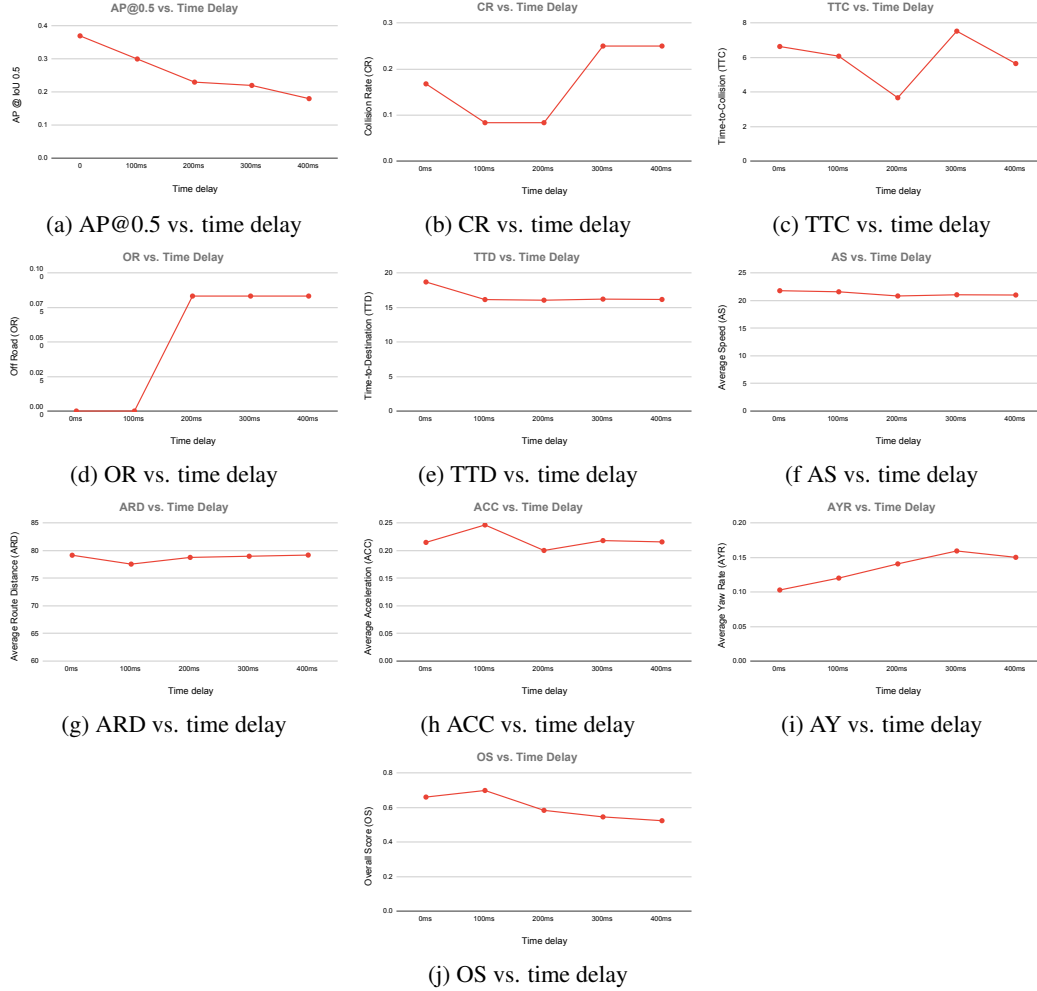 AP@0.5 vs. Time Delay
AP @ IoU 0.5
0.4
0.3
0.2
0.1
0.0
0 100ms 200ms 300ms 400ms
Time delay
(a) AP@0.5 vs. time delay
CR vs. Time Delay
Collision Rate (CR)
0.3
0.2
0.1
0.0
0ms 100ms 200ms 300ms 400ms
Time delay
(b) CR vs. time delay
TTC vs. Time Delay
Time-to-Collision (TTC)
8
6
4
2
0
0ms 100ms 200ms 300ms 400ms
Time delay
(c) TTC vs. time delay
OR vs. Time Delay
Off Road (OR)
0.10
0
0.07
5
0.05
0
0.02
5
0.00
0
0ms 100ms 200ms 300ms 400ms
Time delay
(d) OR vs. time delay
TTD vs. Time Delay
Time-to-Destination (TTD)
20
15
10
5
0
0ms 100ms 200ms 300ms 400ms
Time delay
(e) TTD vs. time delay
AS vs. Time Delay
Average Speed (AS)
25
20
15
10
5
0
0ms 100ms 200ms 300ms 400ms
Time delay
(f) AS vs. time delay
ARD vs. Time Delay
Average Route Distance (ARD)
85
80
75
70
65
60
0ms 100ms 200ms 300ms 400ms
Time delay
(g) ARD vs. time delay
ACC vs. Time Delay
Average Acceleration (ACC)
0.25
0.20
0.15
0.10
0.05
0.00
0ms 100ms 200ms 300ms 400ms
Time delay
(h ACC vs. time delay
AYR vs. Time Delay
Average Yaw Rate (AYR)
0.20
0.15
0.10
0.05
0.00
0ms 100ms 200ms 300ms 400ms
Time delay
(i) AY vs. time delay
OS vs. Time Delay
Overall Score (OS)
0.8
0.6
0.4
0.2
0.0
0ms 100ms 200ms 300ms 400ms
Time delay
(j) OS vs. time delay